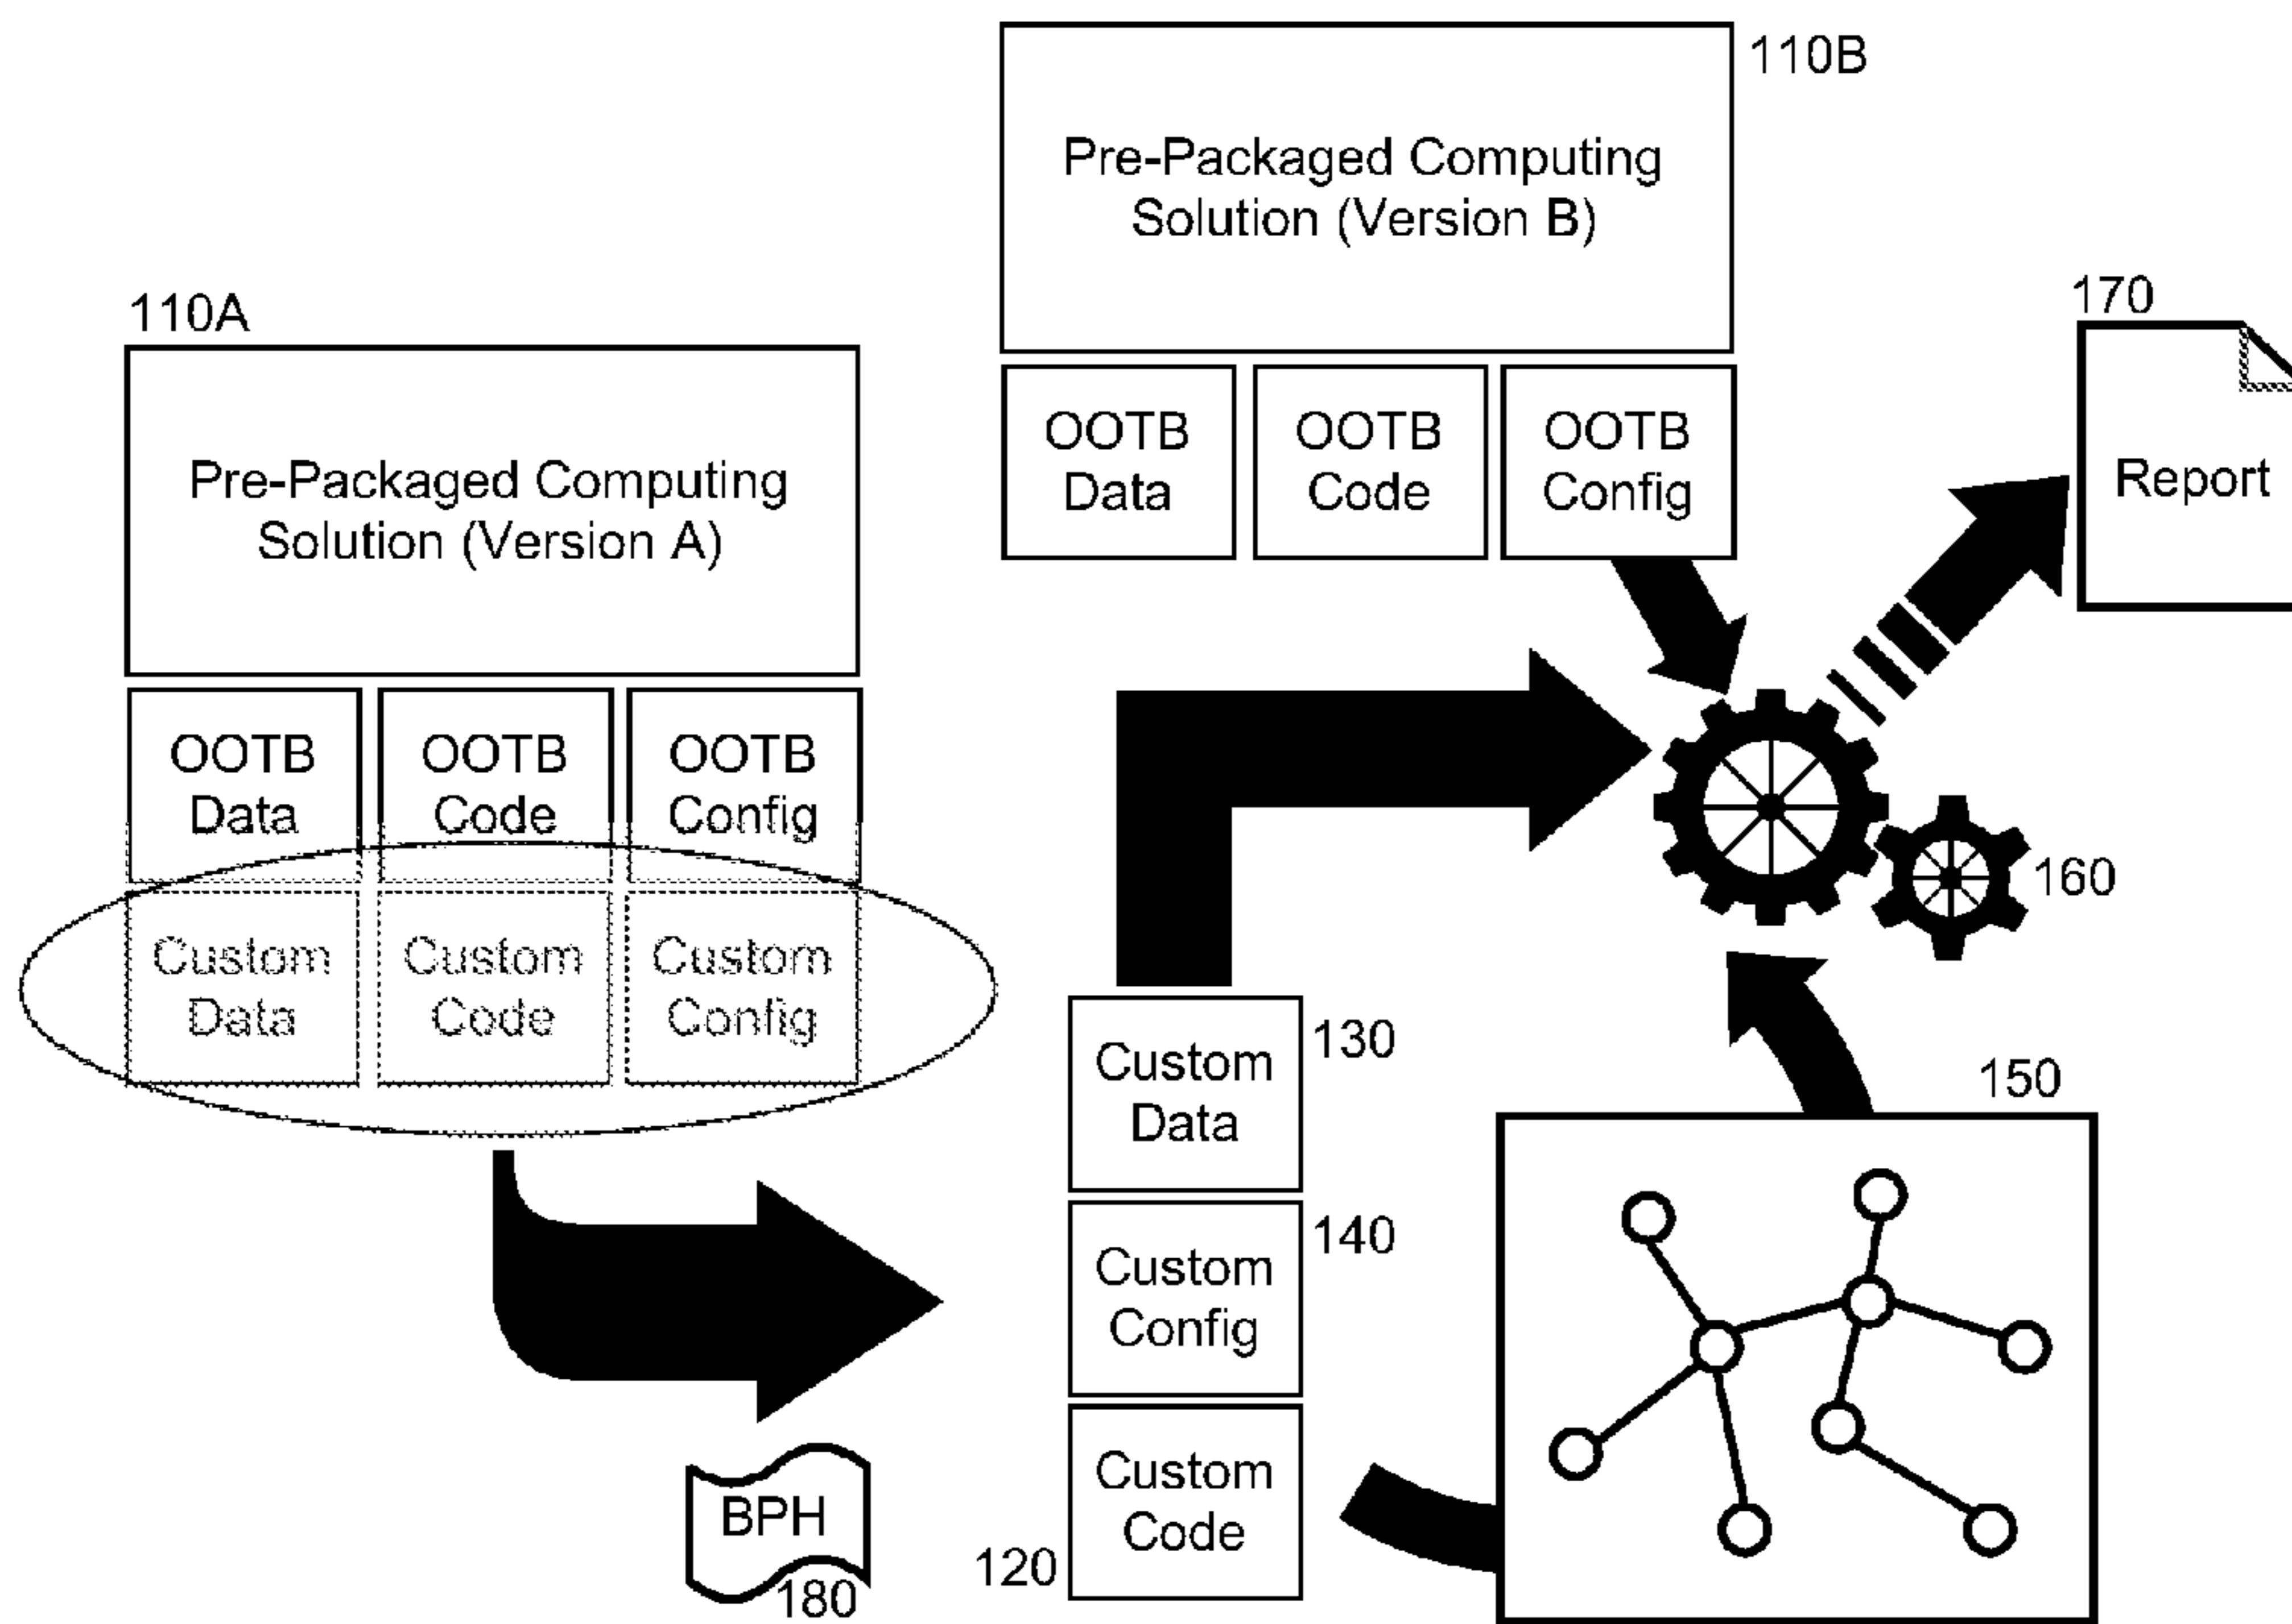 110B
Pre-Packaged Computing
Solution (Version B)
OOTB
Data
OOTB
Code
OOTB
Config
170
Report
110A
Pre-Packaged Computing
Solution (Version A)
OOTB
Data
OOTB
Code
OOTB
Config
Custom
Data
Custom
Code
Custom
Config
160
130
Custom
Data
140
Custom
Config
Custom
Code
120
150
BPH
180